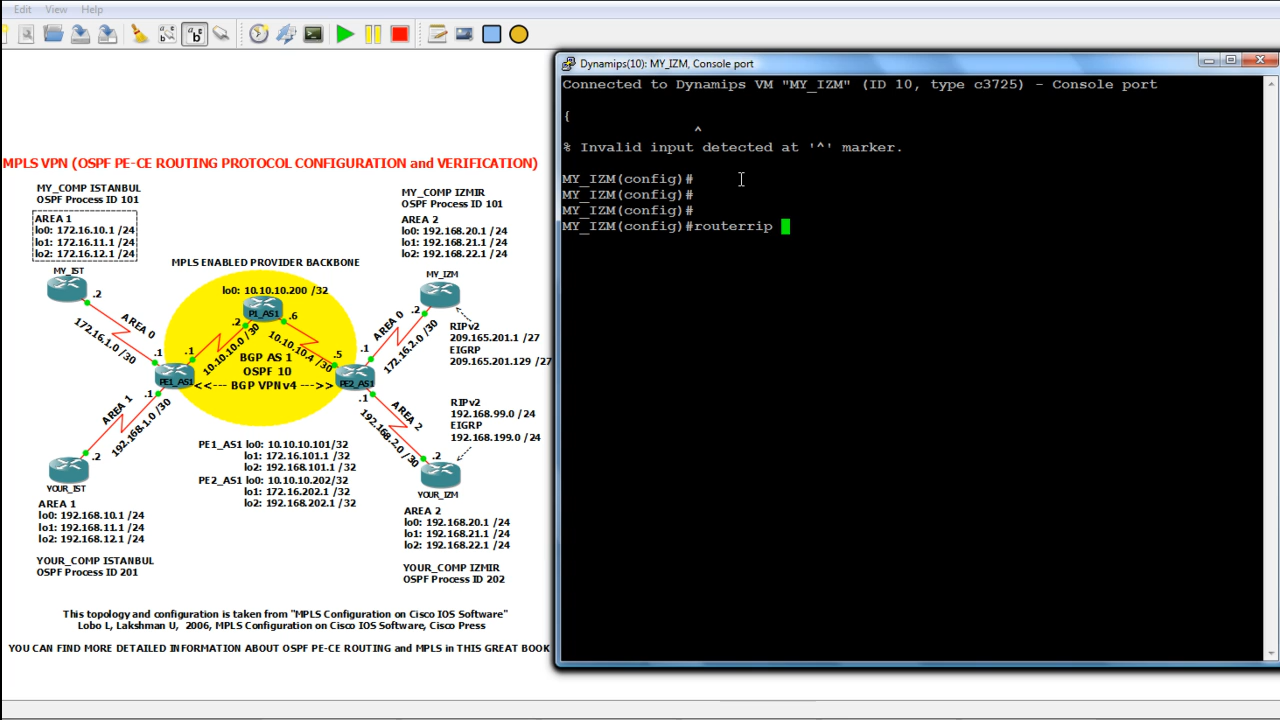 Edit View Help
Dynamips(10): MY_IZM, Console port
Connected to Dynamips VM "MY_IZM" (ID 10, type c3725) - Console port
{
^
% Invalid input detected at '^' marker.
MY_IZM(config)#
MY_IZM(config)#
MY_IZM(config)#
MY_IZM(config)#routerrip
MPLS VPN (OSPF PE-CE ROUTING PROTOCOL CONFIGURATION and VERIFICATION)
MY_COMP ISTANBUL
OSPF Process ID 101
AREA 1
lo0: 172.16.10.1 /24
lo1: 172.16.11.1 /24
lo2: 172.16.12.1 /24
MY_IST
.2
AREA 0
172.16.1.0 /30
.1
MY_COMP IZMIR
OSPF Process ID 101
AREA 2
lo0: 192.168.20.1 /24
lo1: 192.168.21.1 /24
lo2: 192.168.22.1 /24
MY_IZM
.2
AREA 0
172.16.2.0 /30
.1
RIPv2
209.165.201.1 /27
EIGRP
209.165.201.129 /27
MPLS ENABLED PROVIDER BACKBONE
lo0: 10.10.10.200 /32
P1_AS1
.2
.6
.1
10.10.10.0 /30
10.10.10.4 /30
.5
BGP AS 1
OSPF 10
<<--- BGP VPNv4 --->>
PE1_AS1
PE2_AS1
.1
AREA 1
192.168.1.0 /30
.2
YOUR_IST
.1
AREA 2
192.168.2.0 /30
.2
YOUR_IZM
RIPv2
192.168.99.0 /24
EIGRP
192.168.199.0 /24
PE1_AS1 lo0: 10.10.10.101/32
lo1: 172.16.101.1 /32
lo2: 192.168.101.1 /32
PE2_AS1 lo0: 10.10.10.202/32
lo1: 172.16.202.1 /32
lo2: 192.168.202.1 /32
AREA 1
lo0: 192.168.10.1 /24
lo1: 192.168.11.1 /24
lo2: 192.168.12.1 /24
YOUR_COMP ISTANBUL
OSPF Process ID 201
AREA 2
lo0: 192.168.20.1 /24
lo1: 192.168.21.1 /24
lo2: 192.168.22.1 /24
YOUR_COMP IZMIR
OSPF Process ID 202
This topology and configuration is taken from "MPLS Configuration on Cisco IOS Software"
Lobo L, Lakshman U, 2006, MPLS Configuration on Cisco IOS Software, Cisco Press
YOU CAN FIND MORE DETAILED INFORMATION ABOUT OSPF PE-CE ROUTING and MPLS in THIS GREAT BOOK